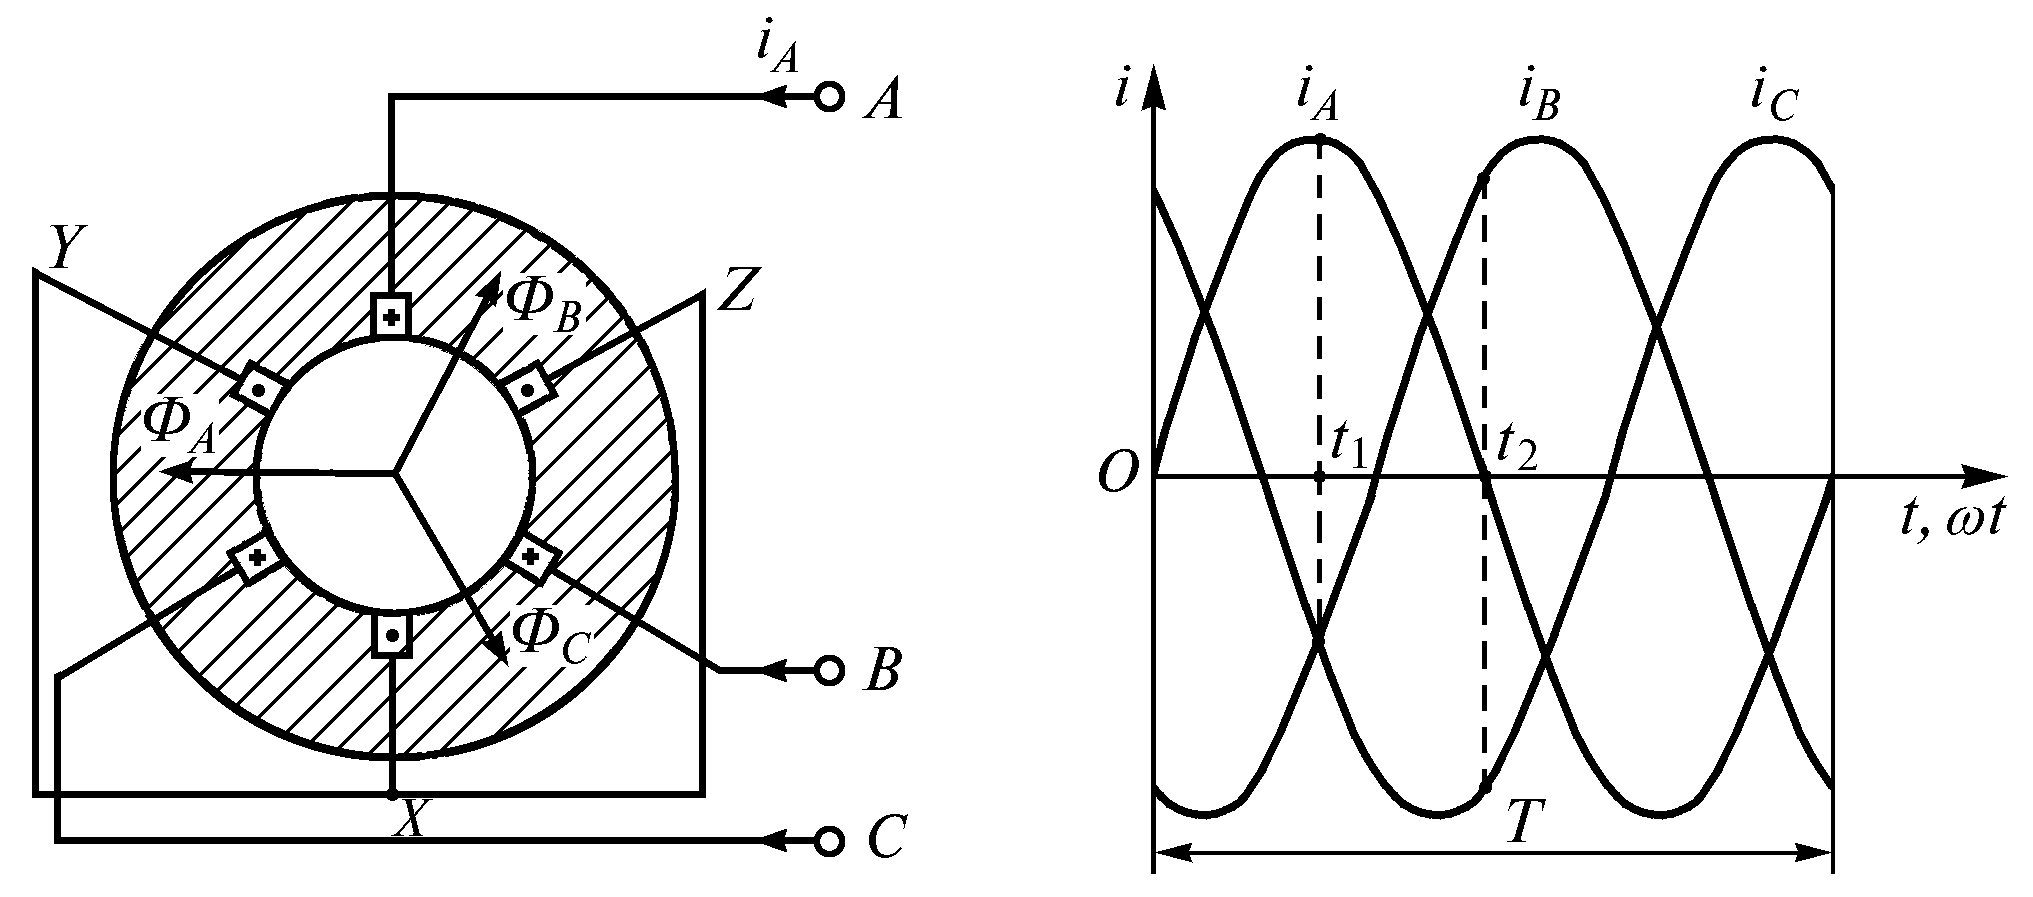 i_A
A
Y
Z
Φ_B
Φ_A
Φ_C
B
X
C
i
i_A
i_B
i_C
O
t_1
t_2
t, ωt
T